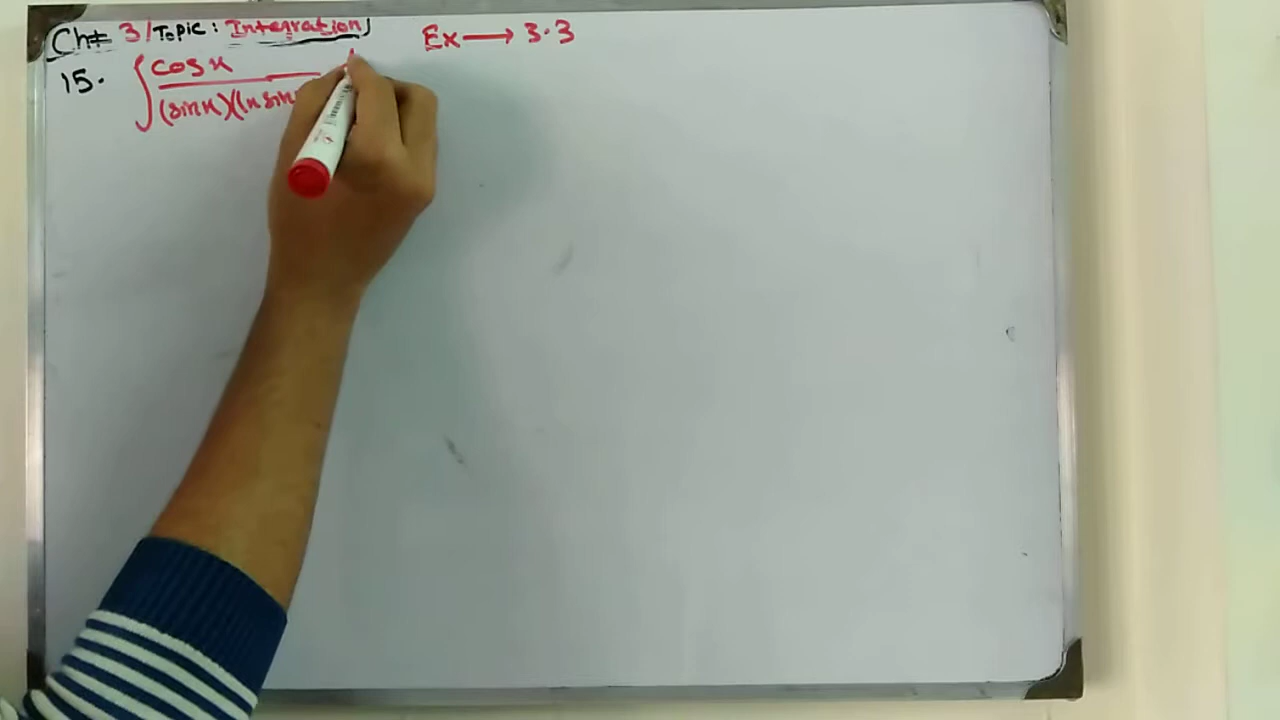 Ch# 3/Topic: Integration) Ex → 3.3
15. ∫ cos x
(sin x)(ln sin